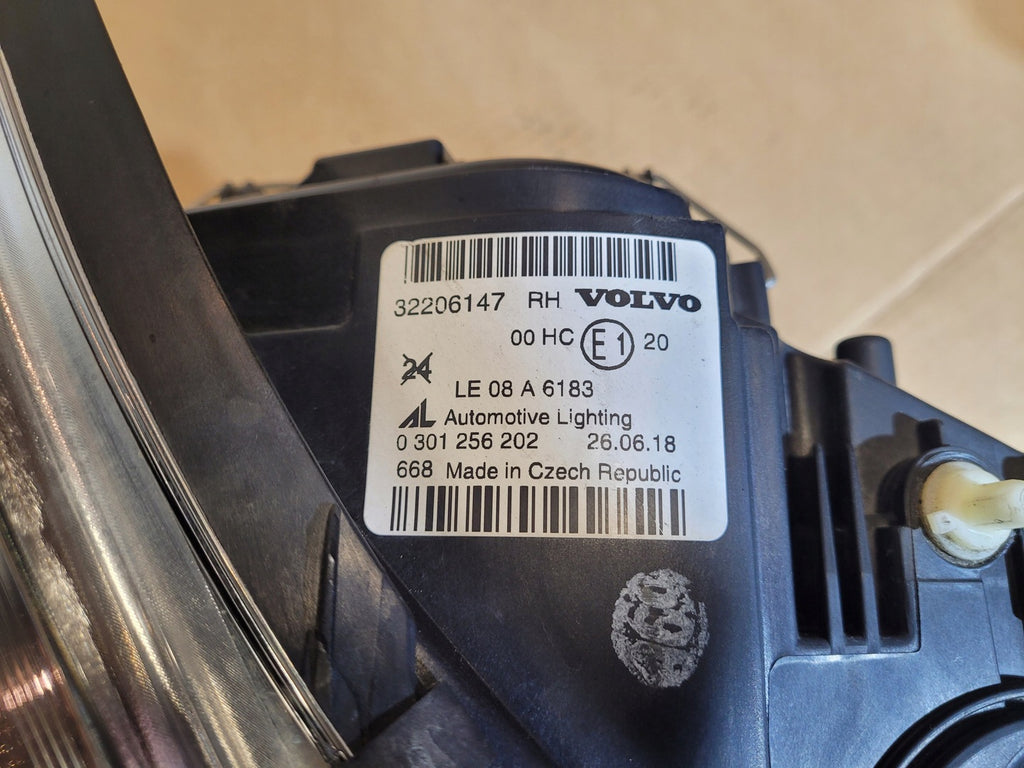 32206147 RH VOLVO
00 HC E1 20
24
LE 08 A 6183
AL Automotive Lighting
0 301 256 202 26.06.18
668 Made in Czech Republic